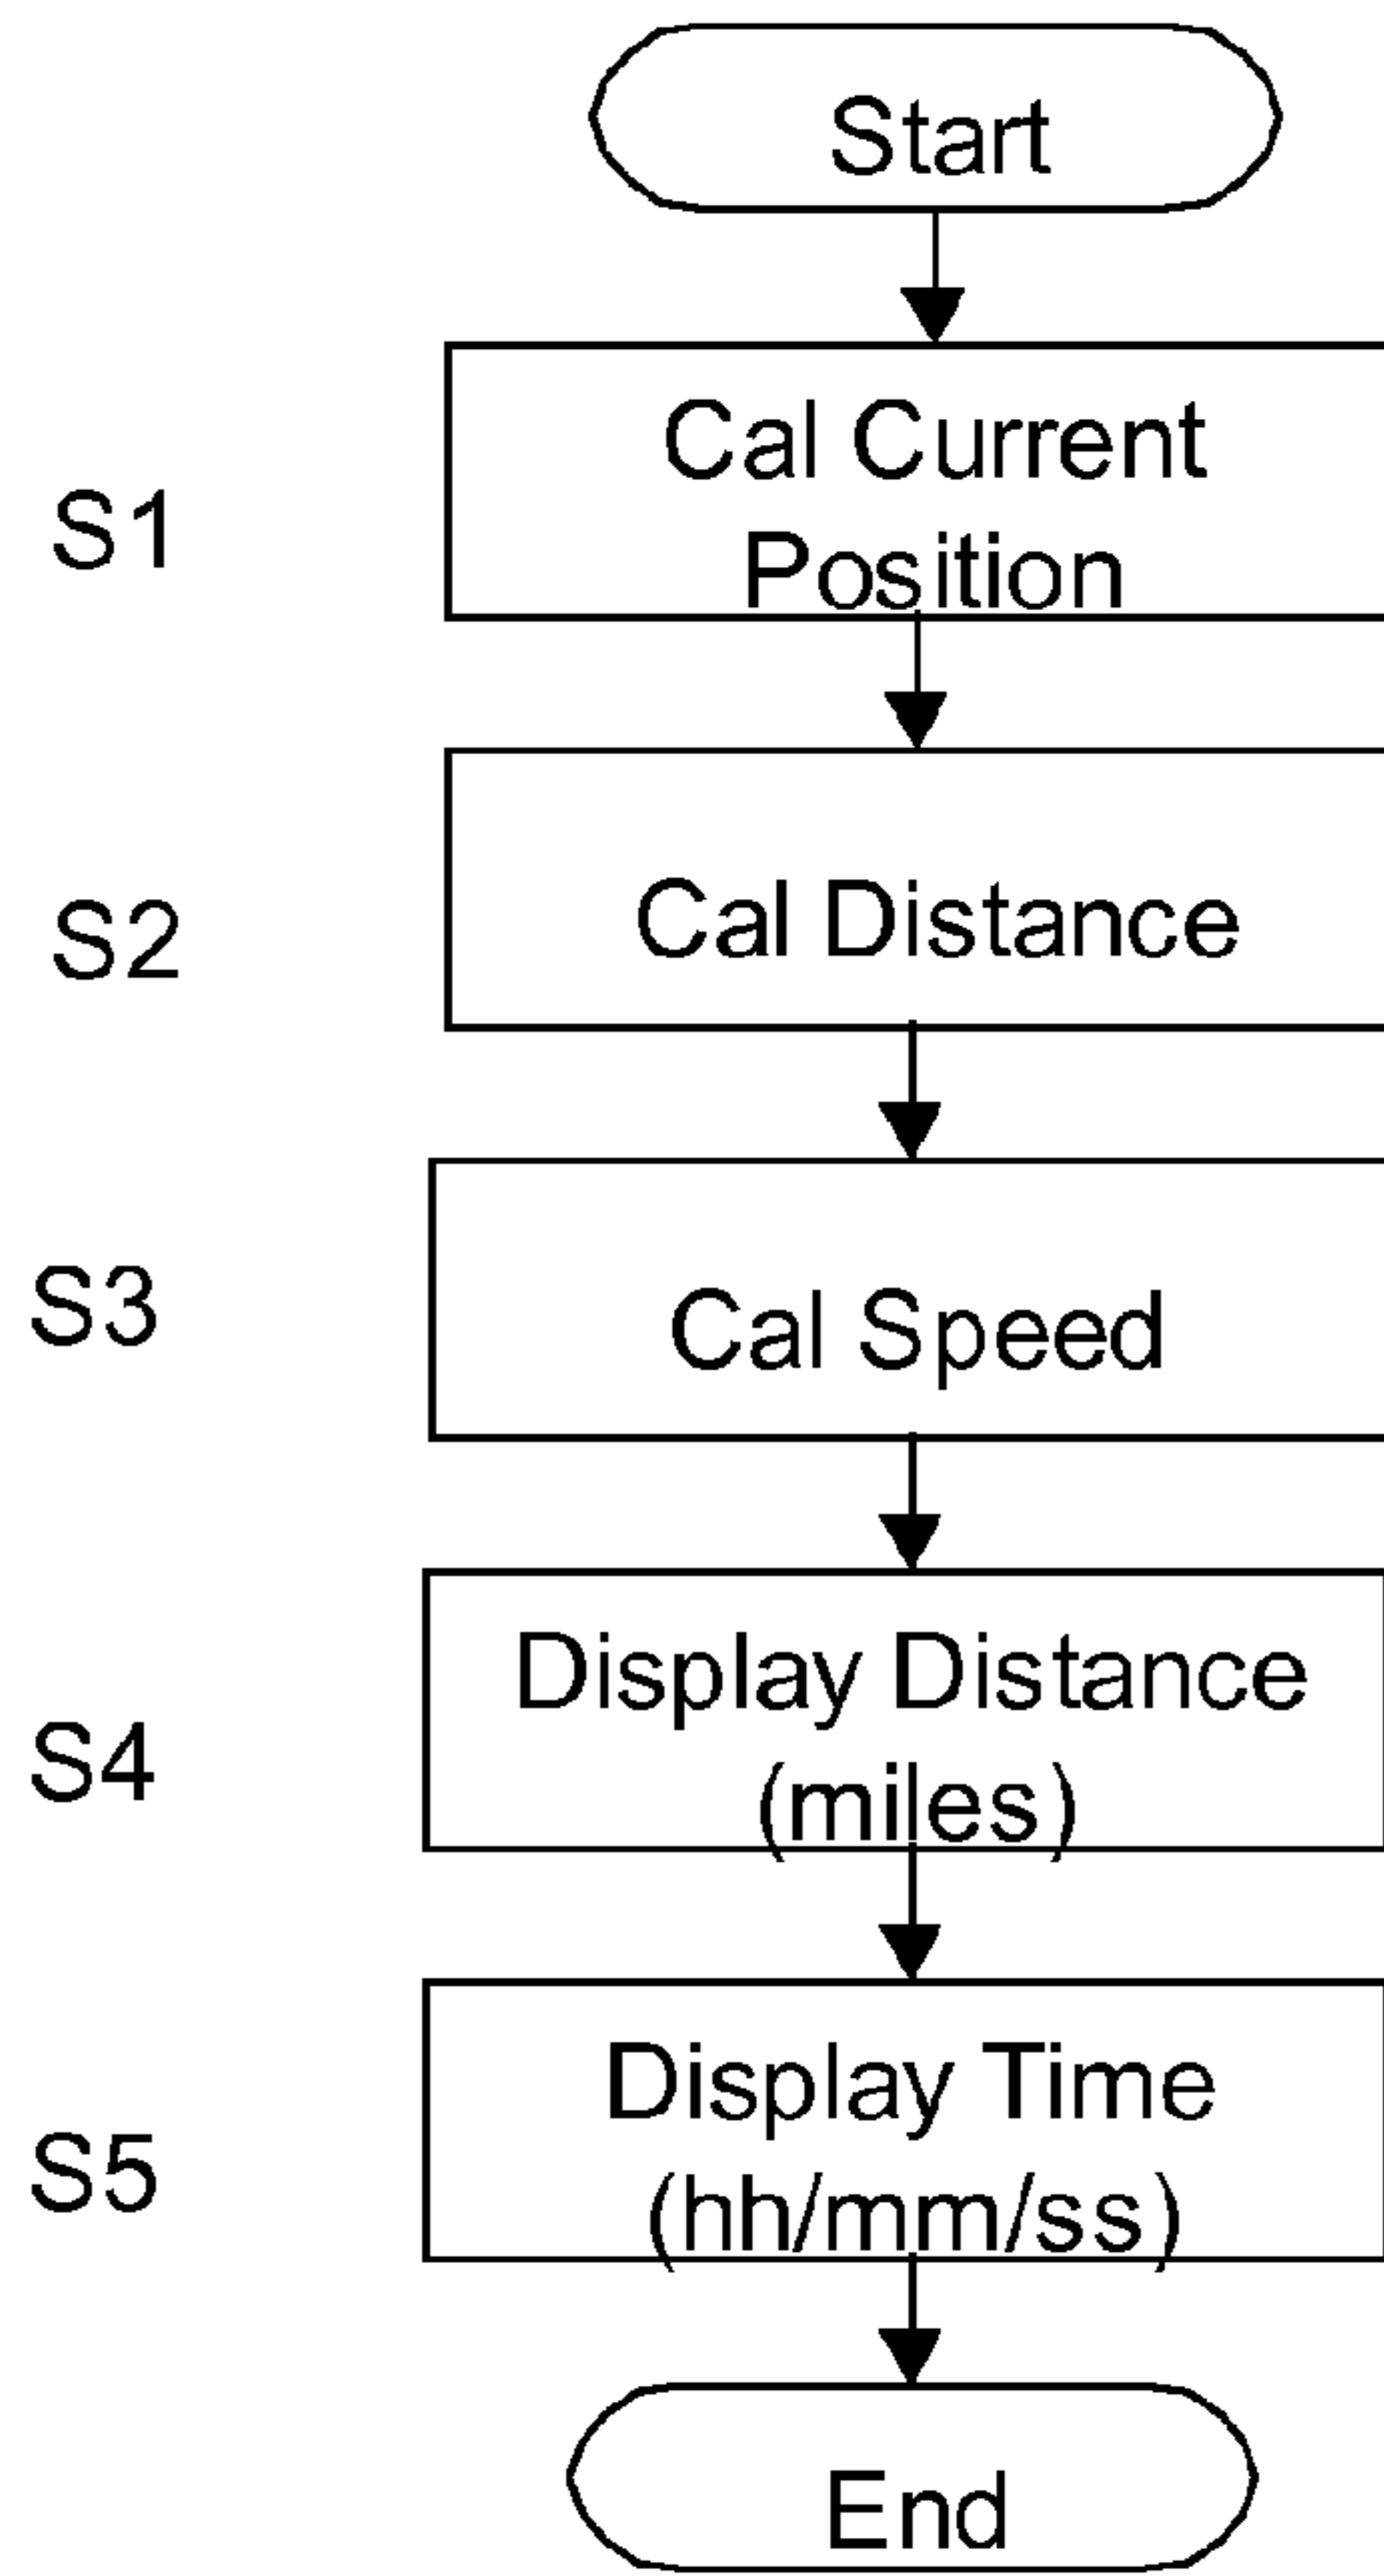 Start
S1
Cal Current
Position
S2
Cal Distance
S3
Cal Speed
S4
Display Distance
(miles)
S5
Display Time
(hh/mm/ss)
End